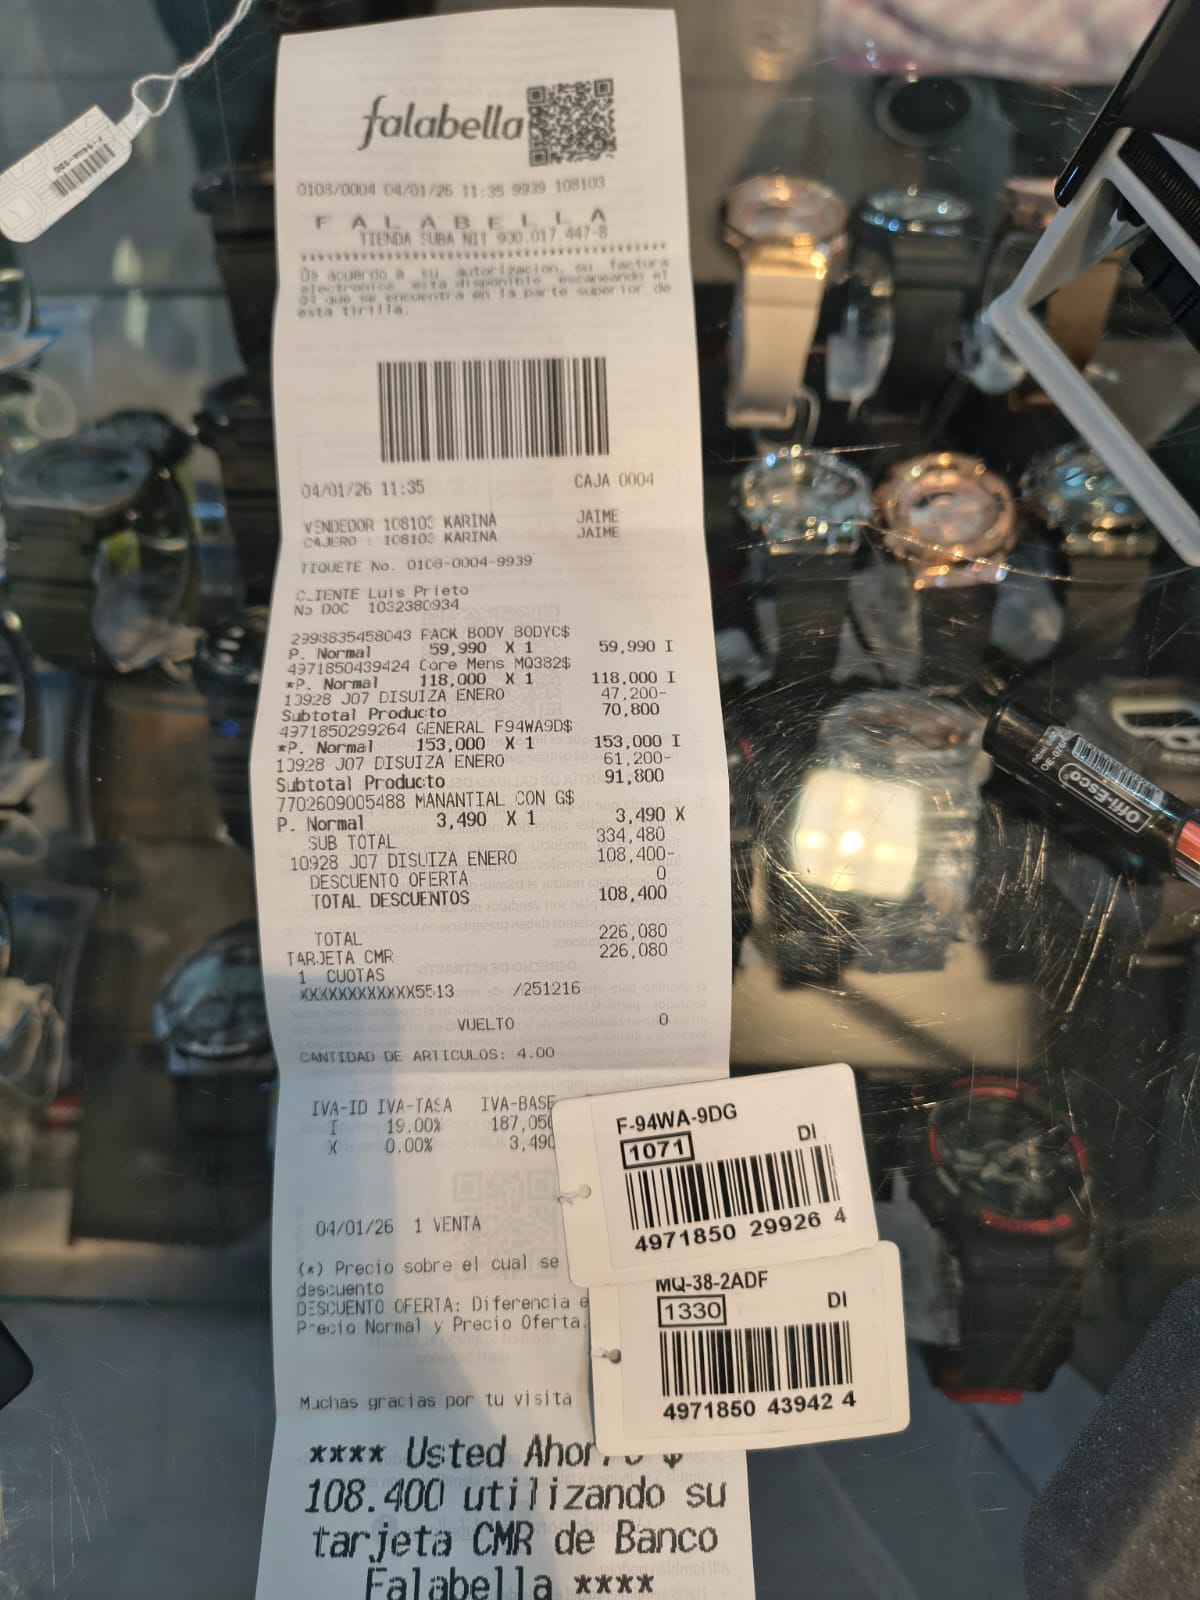 falabella
0108/0004 04/01/26 11:35 9939 108103
F A L A B E L L A
TIENDA SUBA NIT 900.017.447-8
************************************
De acuerdo a su autorizacion, su factura
electronica esta disponible escaneando el
QR que se encuentra en la parte superior de
esta tirilla.
04/01/26 11:35 CAJA 0004
VENDEDOR 108103 KARINA JAIME
CAJERO : 108103 KARINA JAIME
TIQUETE No. 0108-0004-9939
CLIENTE Luis Prieto
No DOC 1032380934
2998835458043 PACK BODY BODYC$
P. Normal 59,990 X 1 59,990 I
4971850439424 Core Mens MQ382$
*P. Normal 118,000 X 1 118,000 I
10928 J07 DISUIZA ENERO 47,200-
Subtotal Producto 70,800
4971850299264 GENERAL F94WA9D$
*P. Normal 153,000 X 1 153,000 I
10928 J07 DISUIZA ENERO 61,200-
Subtotal Producto 91,800
7702609005488 MANANTIAL CON G$
P. Normal 3,490 X 1 3,490 X
SUB TOTAL 334,480
10928 J07 DISUIZA ENERO 108,400-
DESCUENTO OFERTA 0
TOTAL DESCUENTOS 108,400
TOTAL 226,080
TARJETA CMR 226,080
1 CUOTAS
XXXXXXXXXXXX5513 /251216
VUELTO 0
CANTIDAD DE ARTICULOS: 4.00
IVA-ID IVA-TASA IVA-BASE
I 19.00% 187,050
X 0.00% 3,490
04/01/26 1 VENTA
(*) Precio sobre el cual se
descuento
DESCUENTO OFERTA: Diferencia e
Precio Normal y Precio Oferta.
Muchas gracias por tu visita
**** Usted Ahorro $
108.400 utilizando su
tarjeta CMR de Banco
Falabella ****
F-94WA-9DG
1071 DI
4971850 29926 4
MQ-38-2ADF
1330 DI
4971850 43942 4
Offi-Esco